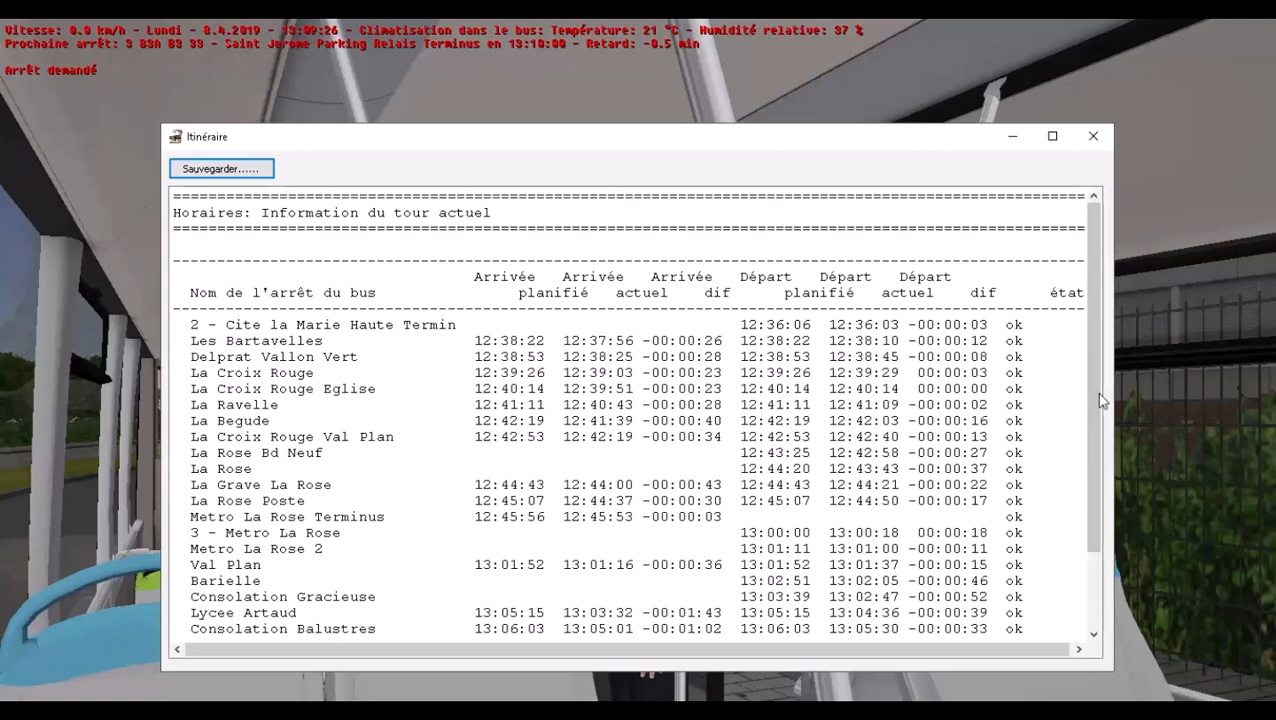 Vitesse: 0.0 km/h - Lundi - 8.4.2019 - 13:09:26 - Climatisation dans le bus: Température: 21 °C - Humidité relative: 37 %
Prochaine arrêt: 3 B3A B3 33 - Saint Jerome Parking Relais Terminus en 13:10:00 - Retard: -0.5 min
Arrêt demandé
Itinéraire
Sauvegarder......
===========================================================================================
Horaires: Information du tour actuel
===========================================================================================
-------------------------------------------------------------------------------------------
Arrivée Arrivée Arrivée Départ Départ Départ
Nom de l'arrêt du bus planifié actuel dif planifié actuel dif état
-------------------------------------------------------------------------------------------
2 - Cite la Marie Haute Termin 12:36:06 12:36:03 -00:00:03 ok
Les Bartavelles 12:38:22 12:37:56 -00:00:26 12:38:22 12:38:10 -00:00:12 ok
Delprat Vallon Vert 12:38:53 12:38:25 -00:00:28 12:38:53 12:38:45 -00:00:08 ok
La Croix Rouge 12:39:26 12:39:03 -00:00:23 12:39:26 12:39:29 00:00:03 ok
La Croix Rouge Eglise 12:40:14 12:39:51 -00:00:23 12:40:14 12:40:14 00:00:00 ok
La Ravelle 12:41:11 12:40:43 -00:00:28 12:41:11 12:41:09 -00:00:02 ok
La Begude 12:42:19 12:41:39 -00:00:40 12:42:19 12:42:03 -00:00:16 ok
La Croix Rouge Val Plan 12:42:53 12:42:19 -00:00:34 12:42:53 12:42:40 -00:00:13 ok
La Rose Bd Neuf 12:43:25 12:42:58 -00:00:27 ok
La Rose 12:44:20 12:43:43 -00:00:37 ok
La Grave La Rose 12:44:43 12:44:00 -00:00:43 12:44:43 12:44:21 -00:00:22 ok
La Rose Poste 12:45:07 12:44:37 -00:00:30 12:45:07 12:44:50 -00:00:17 ok
Metro La Rose Terminus 12:45:56 12:45:53 -00:00:03 ok
3 - Metro La Rose 13:00:00 13:00:18 00:00:18 ok
Metro La Rose 2 13:01:11 13:01:00 -00:00:11 ok
Val Plan 13:01:52 13:01:16 -00:00:36 13:01:52 13:01:37 -00:00:15 ok
Barielle 13:02:51 13:02:05 -00:00:46 ok
Consolation Gracieuse 13:03:39 13:02:47 -00:00:52 ok
Lycee Artaud 13:05:15 13:03:32 -00:01:43 13:05:15 13:04:36 -00:00:39 ok
Consolation Balustres 13:06:03 13:05:01 -00:01:02 13:06:03 13:05:30 -00:00:33 ok